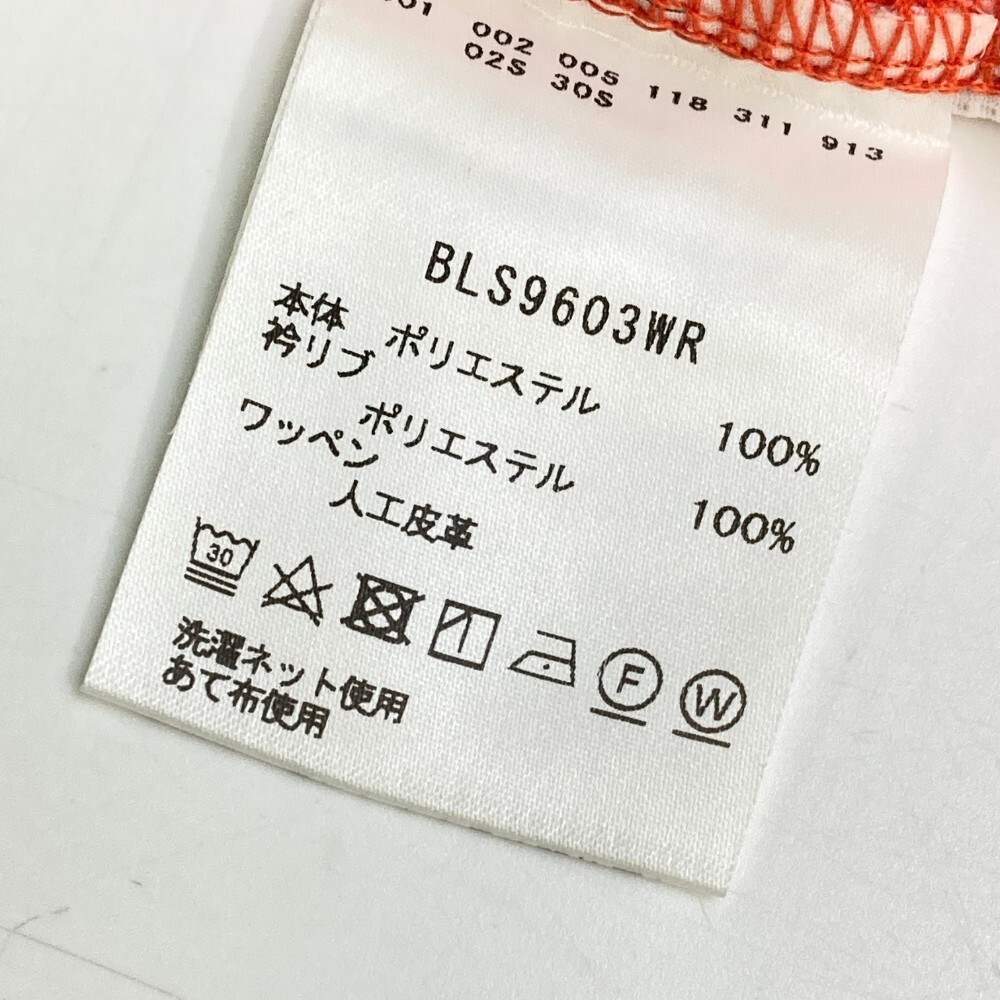 002 005 118 311 913
02S 30S
BLS9603WR
本体 ポリエステル 100%
衿リブ
ポリエステル 100%
ワッペン
人工皮革
30
F W
洗濯ネット使用
あて布使用